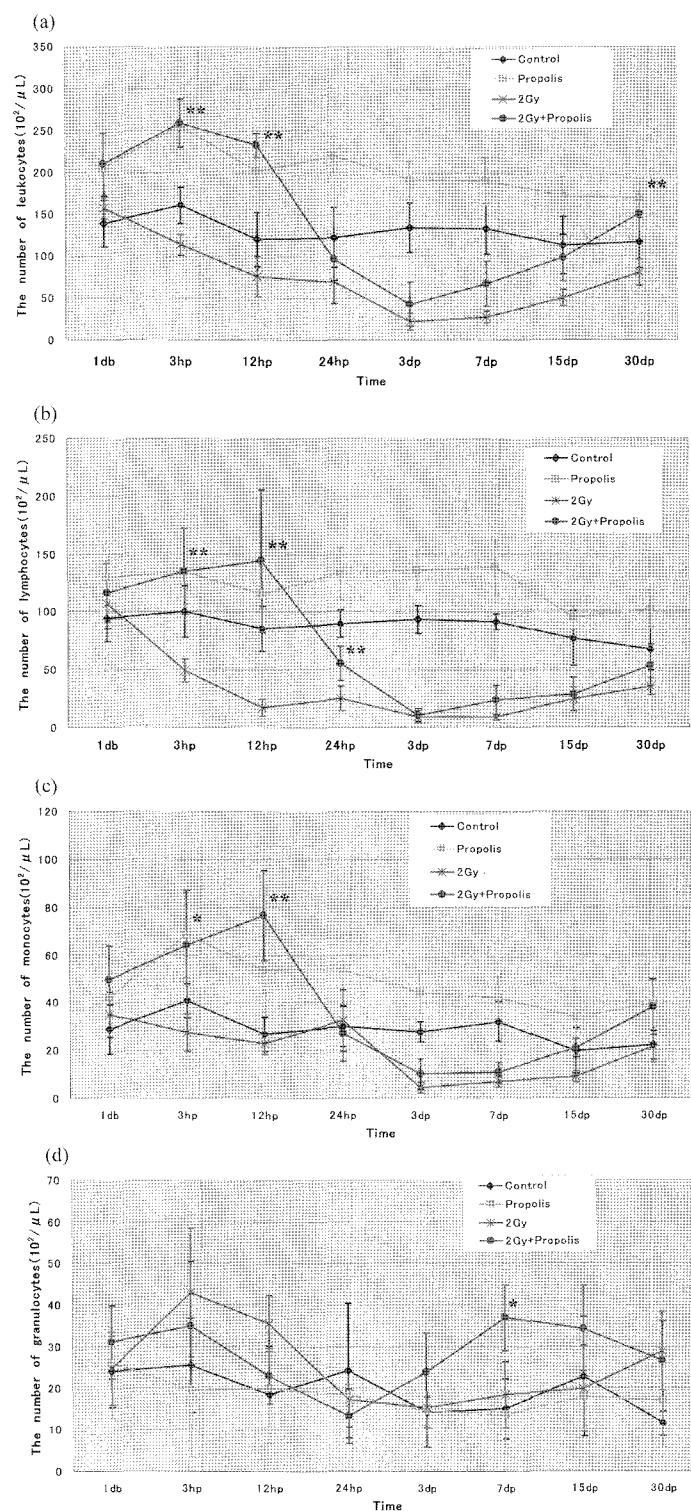 (a)
The number of leukocytes(10²/μL)
350
300
250
200
150
100
50
0
Control
Propolis
2Gy
2Gy+Propolis
**
**
**
1db 3hp 12hp 24hp 3dp 7dp 15dp 30dp
Time
(b)
The number of lymphocytes(10²/μL)
250
200
150
100
50
0
Control
Propolis
2Gy
2Gy+Propolis
**
**
**
1db 3hp 12hp 24hp 3dp 7dp 15dp 30dp
Time
(c)
The number of monocytes(10²/μL)
120
100
80
60
40
20
0
Control
Propolis
2Gy
2Gy+Propolis
*
**
1db 3hp 12hp 24hp 3dp 7dp 15dp 30dp
Time
(d)
The number of granulocytes(10²/μL)
70
60
50
40
30
20
10
0
Control
Propolis
2Gy
2Gy+Propolis
*
1db 3hp 12hp 24hp 3dp 7dp 15dp 30dp
Time